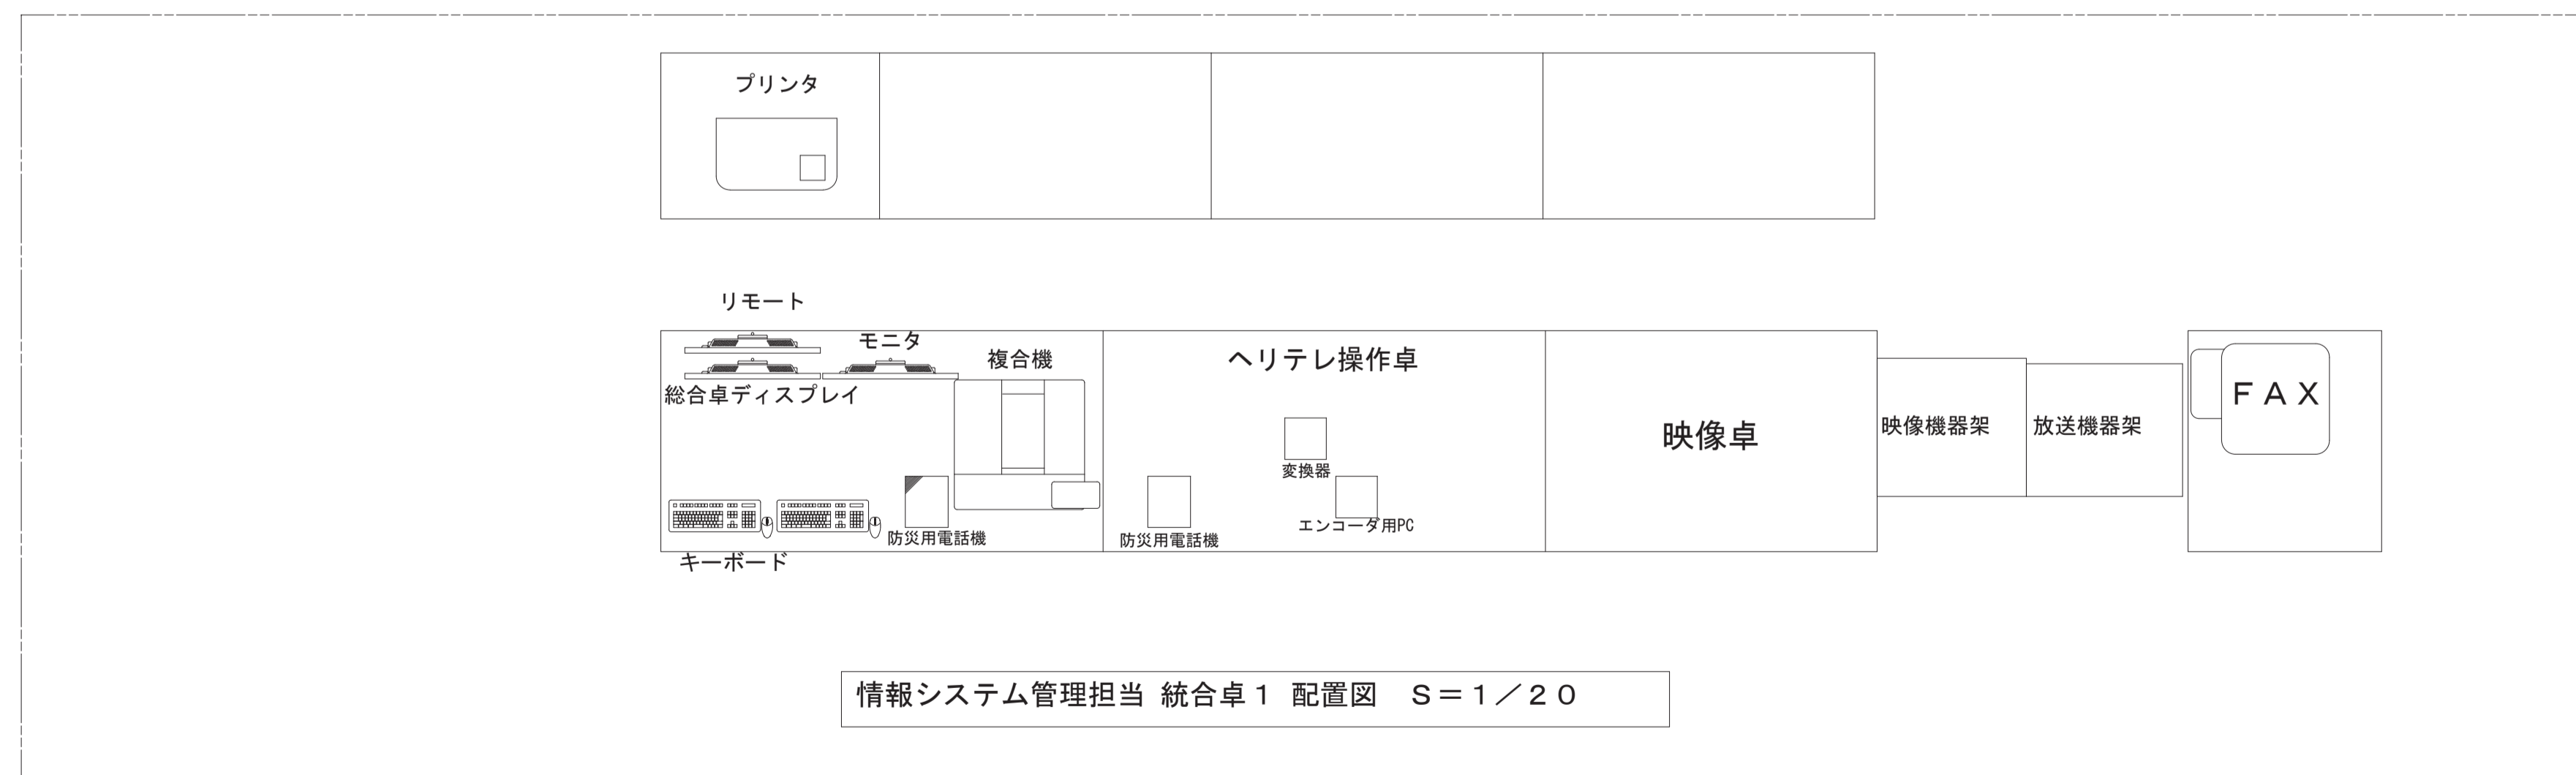 プリンタ
リモート
モニタ
複合機
総合卓ディスプレイ
ヘリテレ操作卓
映像卓
映像機器架
放送機器架
ＦＡＸ
変換器
エンコーダ用PC
防災用電話機
防災用電話機
キーボード
情報システム管理担当 統合卓１ 配置図　Ｓ＝１／２０